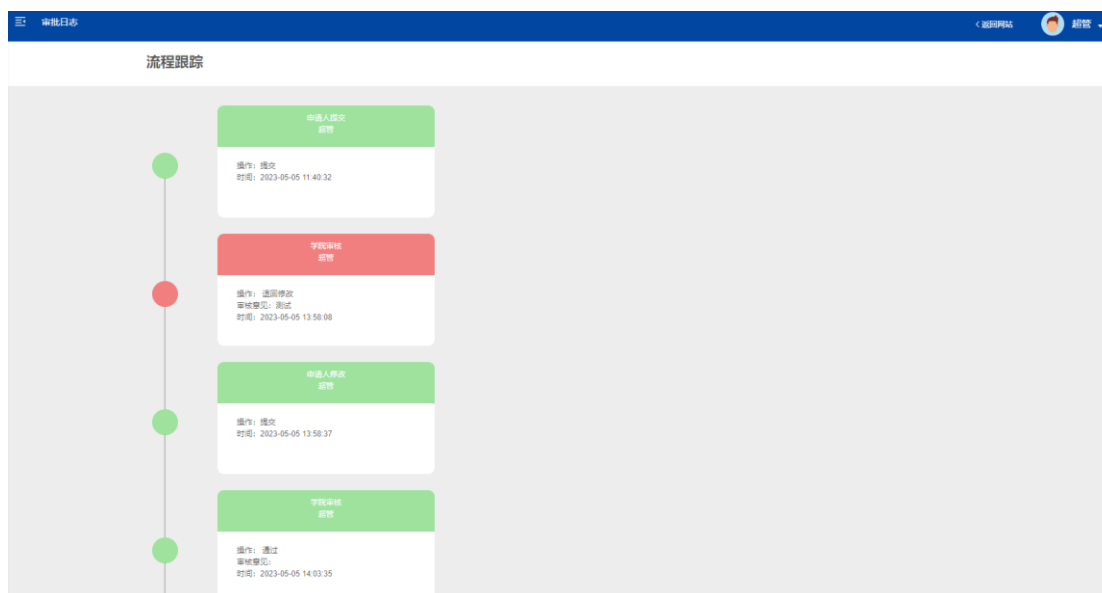 审批日志
< 返回网站
超管
流程跟踪
申请人提交
超管
操作：提交
时间：2023-05-05 11:40:32
学院审核
超管
操作： 退回修改
审核意见：测试
时间：2023-05-05 13:58:08
申请人修改
超管
操作：提交
时间：2023-05-05 13:58:37
学院审核
超管
操作： 通过
审核意见：
时间：2023-05-05 14:03:35